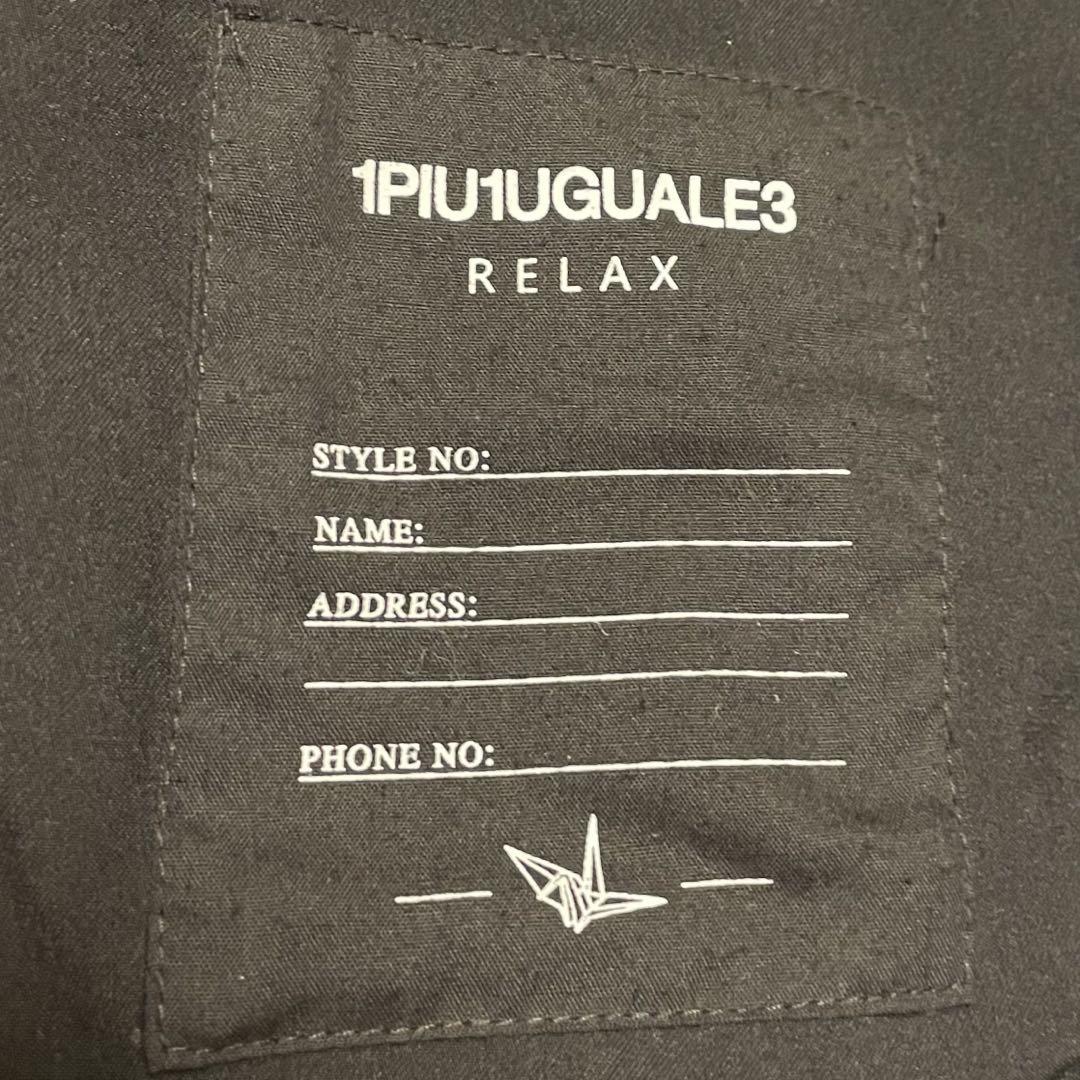 1PIU1UGUALE3
RELAX
STYLE NO:
NAME:
ADDRESS:
PHONE NO: